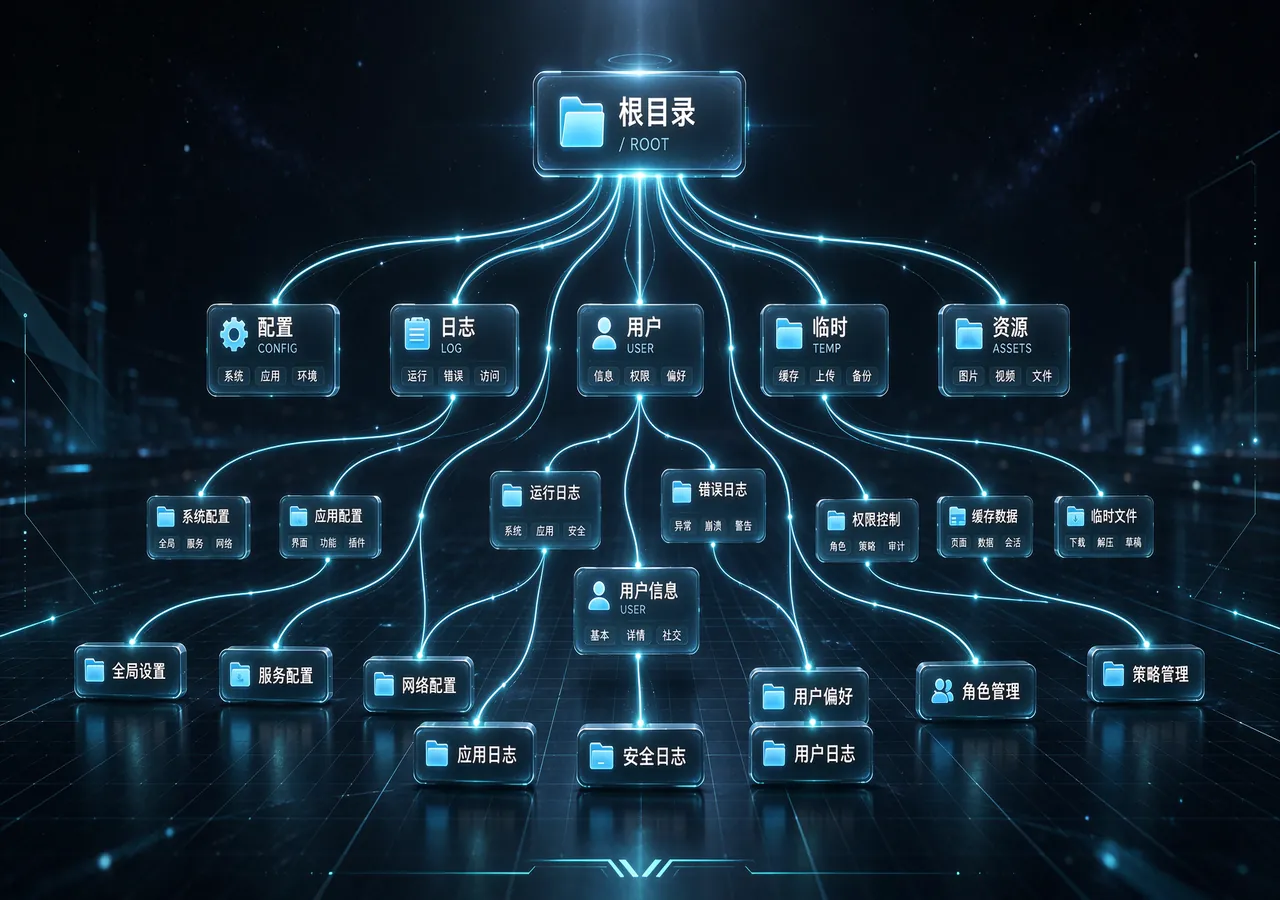 根目录
/ ROOT
配置
CONFIG
系统 应用 环境
日志
LOG
运行 错误 访问
用户
USER
信息 权限 偏好
临时
TEMP
缓存 上传 备份
资源
ASSETS
图片 视频 文件
系统配置
全局 服务 网络
应用配置
界面 功能 插件
运行日志
系统 应用 安全
错误日志
异常 崩溃 警告
权限控制
角色 策略 审计
缓存数据
页面 数据 会话
临时文件
下载 解压 草稿
用户信息
USER
基本 详情 社交
全局设置
服务配置
网络配置
用户偏好
角色管理
策略管理
应用日志
安全日志
用户日志